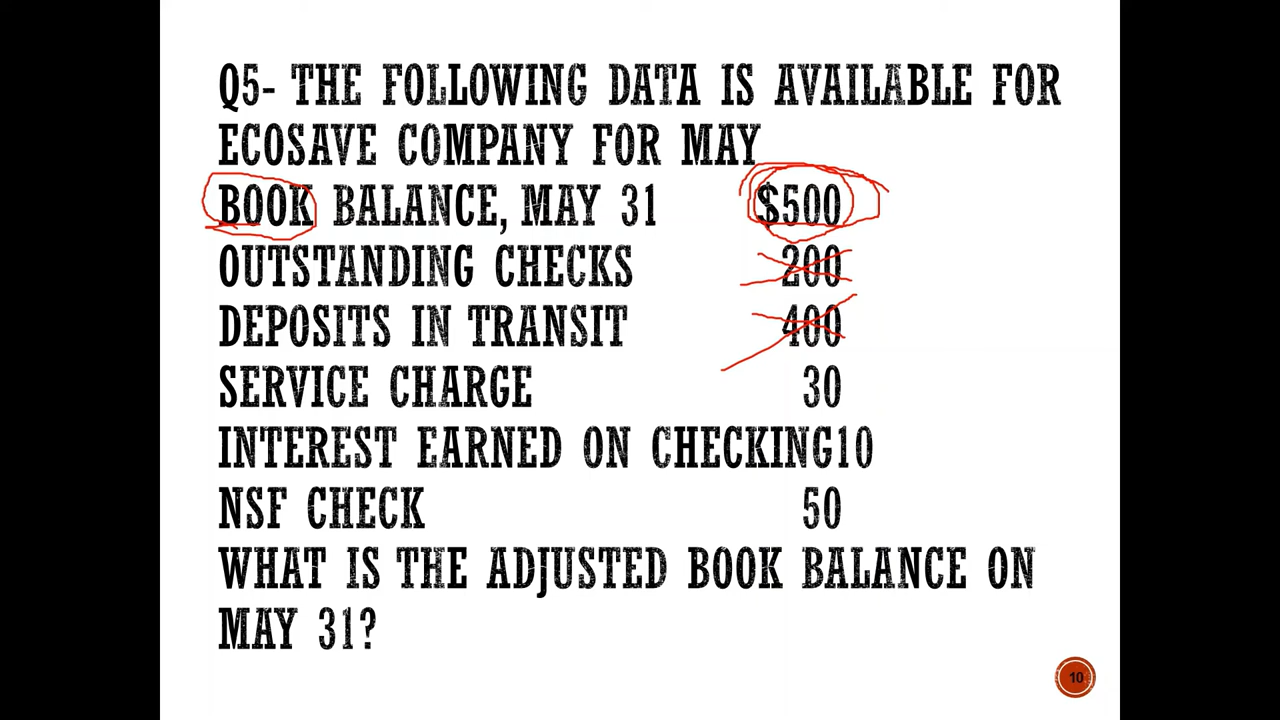 Q5- THE FOLLOWING DATA IS AVAILABLE FOR
ECOSAVE COMPANY FOR MAY
BOOK BALANCE, MAY 31 $500
OUTSTANDING CHECKS 200
DEPOSITS IN TRANSIT 400
SERVICE CHARGE 30
INTEREST EARNED ON CHECKING10
NSF CHECK 50
WHAT IS THE ADJUSTED BOOK BALANCE ON
MAY 31?
10